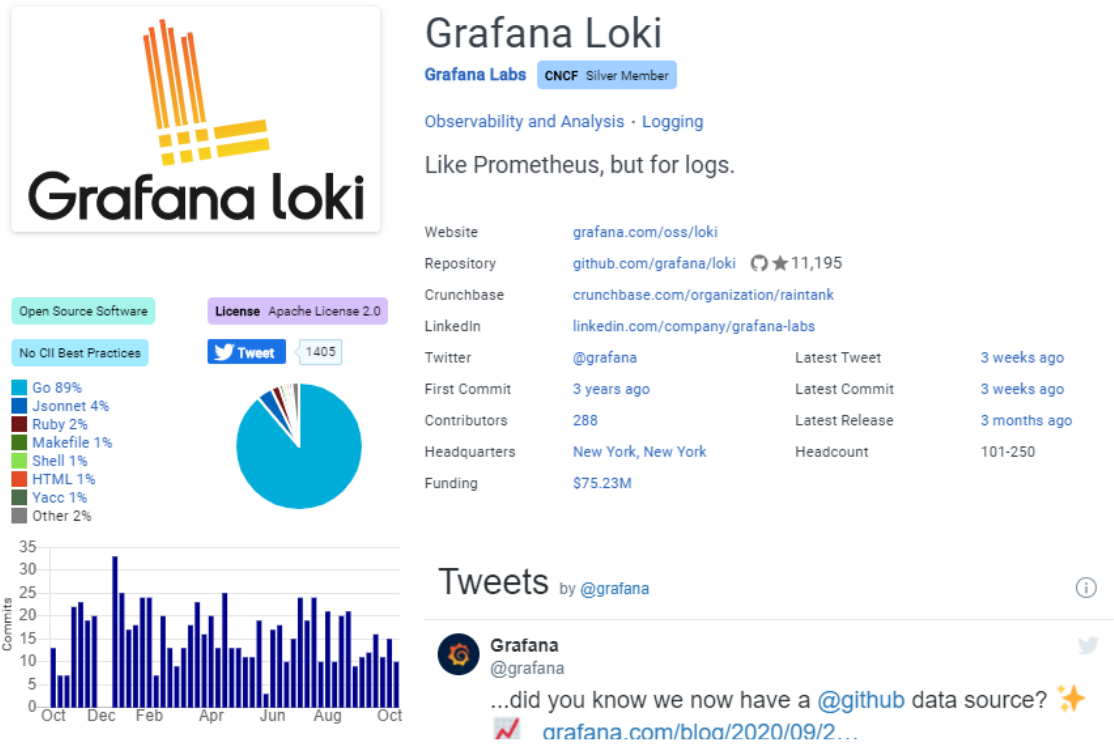 Grafana loki
Grafana Loki
Grafana Labs CNCF Silver Member
Observability and Analysis · Logging
Like Prometheus, but for logs.
Website grafana.com/oss/loki
Repository github.com/grafana/loki ★11,195
Crunchbase crunchbase.com/organization/raintank
LinkedIn linkedin.com/company/grafana-labs
Twitter @grafana Latest Tweet 3 weeks ago
First Commit 3 years ago Latest Commit 3 weeks ago
Contributors 288 Latest Release 3 months ago
Headquarters New York, New York Headcount 101-250
Funding $75.23M
Open Source Software License Apache License 2.0
No CII Best Practices Tweet 1405
Go 89%
Jsonnet 4%
Ruby 2%
Makefile 1%
Shell 1%
HTML 1%
Yacc 1%
Other 2%
Commits
35
30
25
20
15
10
5
0
Oct Dec Feb Apr Jun Aug Oct
Tweets by @grafana
Grafana
@grafana
...did you know we now have a @github data source? ✨
📈 grafana.com/blog/2020/09/2…